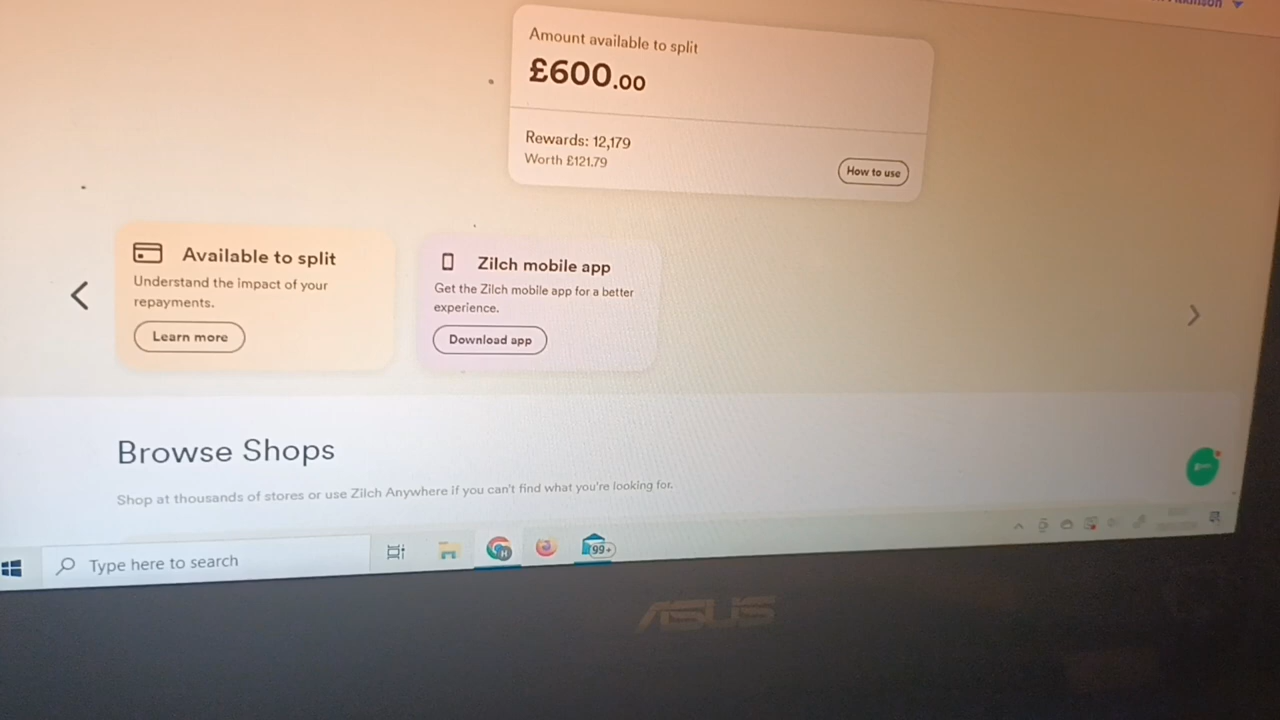 Amount available to split
£600.00
Rewards: 12,179
Worth £121.79
How to use
Available to split
Understand the impact of your
repayments.
Learn more
Zilch mobile app
Get the Zilch mobile app for a better
experience.
Download app
Browse Shops
Shop at thousands of stores or use Zilch Anywhere if you can't find what you're looking for.
Type here to search
H
99+
ASUS